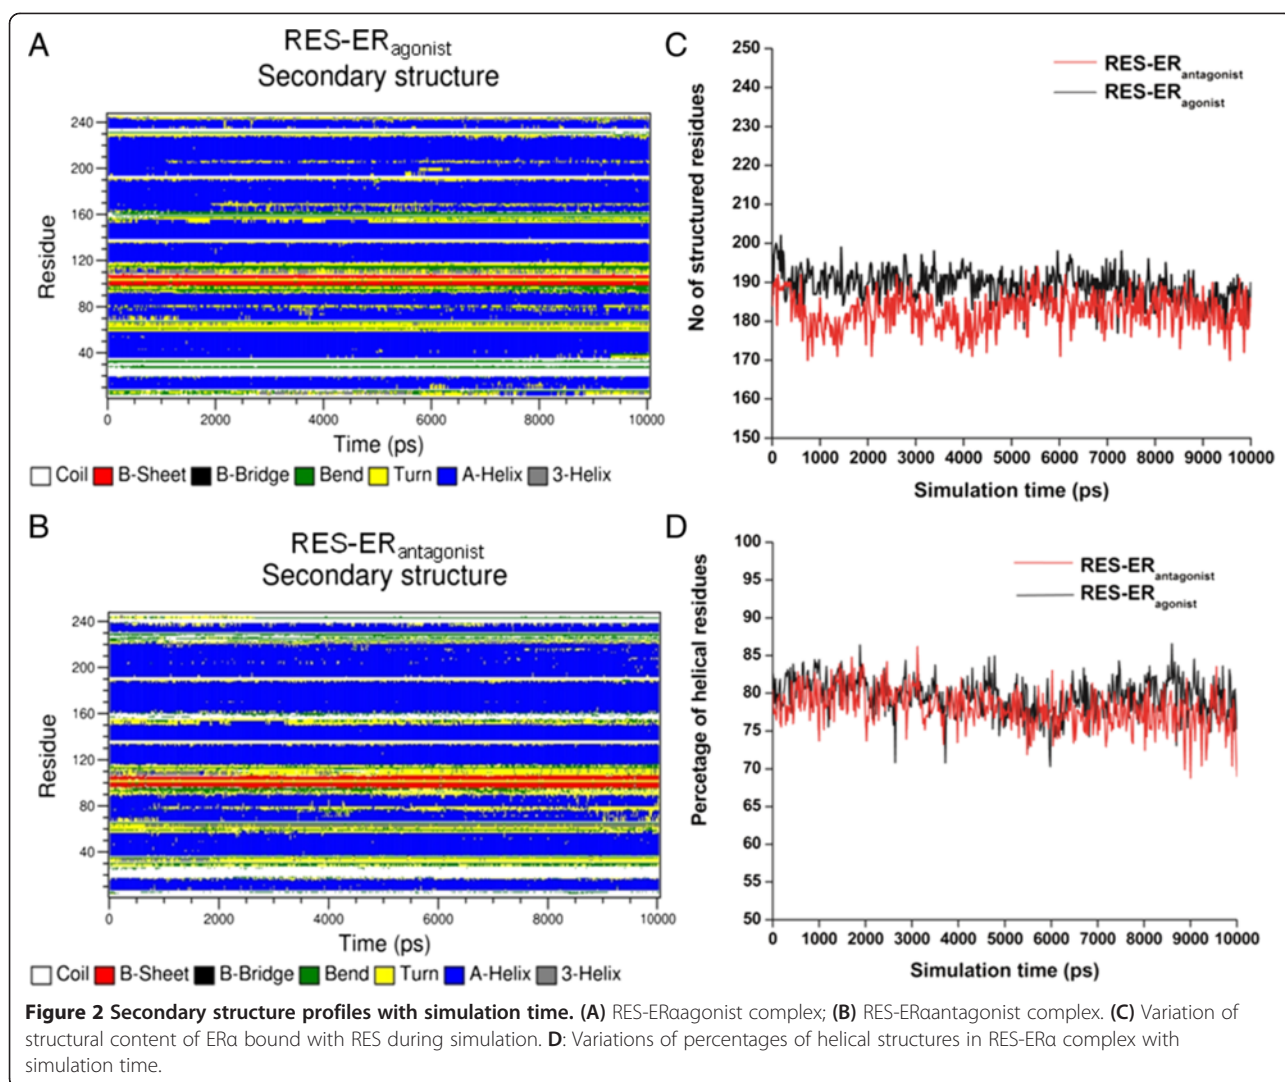 A
RES-ERagonist
Secondary structure
Residue
240
200
160
120
80
40
0 2000 4000 6000 8000 10000
Time (ps)
Coil B-Sheet B-Bridge Bend Turn A-Helix 3-Helix
B
RES-ERantagonist
Secondary structure
Residue
240
200
160
120
80
40
0 2000 4000 6000 8000 10000
Time (ps)
Coil B-Sheet B-Bridge Bend Turn A-Helix 3-Helix
C
RES-ERantagonist
RES-ERagonist
No of structured residues
250
240
230
220
210
200
190
180
170
160
150
0 1000 2000 3000 4000 5000 6000 7000 8000 9000 10000
Simulation time (ps)
D
RES-ERantagonist
RES-ERagonist
Percetage of helical residues
100
95
90
85
80
75
70
65
60
55
50
0 1000 2000 3000 4000 5000 6000 7000 8000 9000 10000
Simulation time (ps)
Figure 2 Secondary structure profiles with simulation time. (A) RES-ERαagonist complex; (B) RES-ERαantagonist complex. (C) Variation of
structural content of ERα bound with RES during simulation. D: Variations of percentages of helical structures in RES-ERα complex with
simulation time.